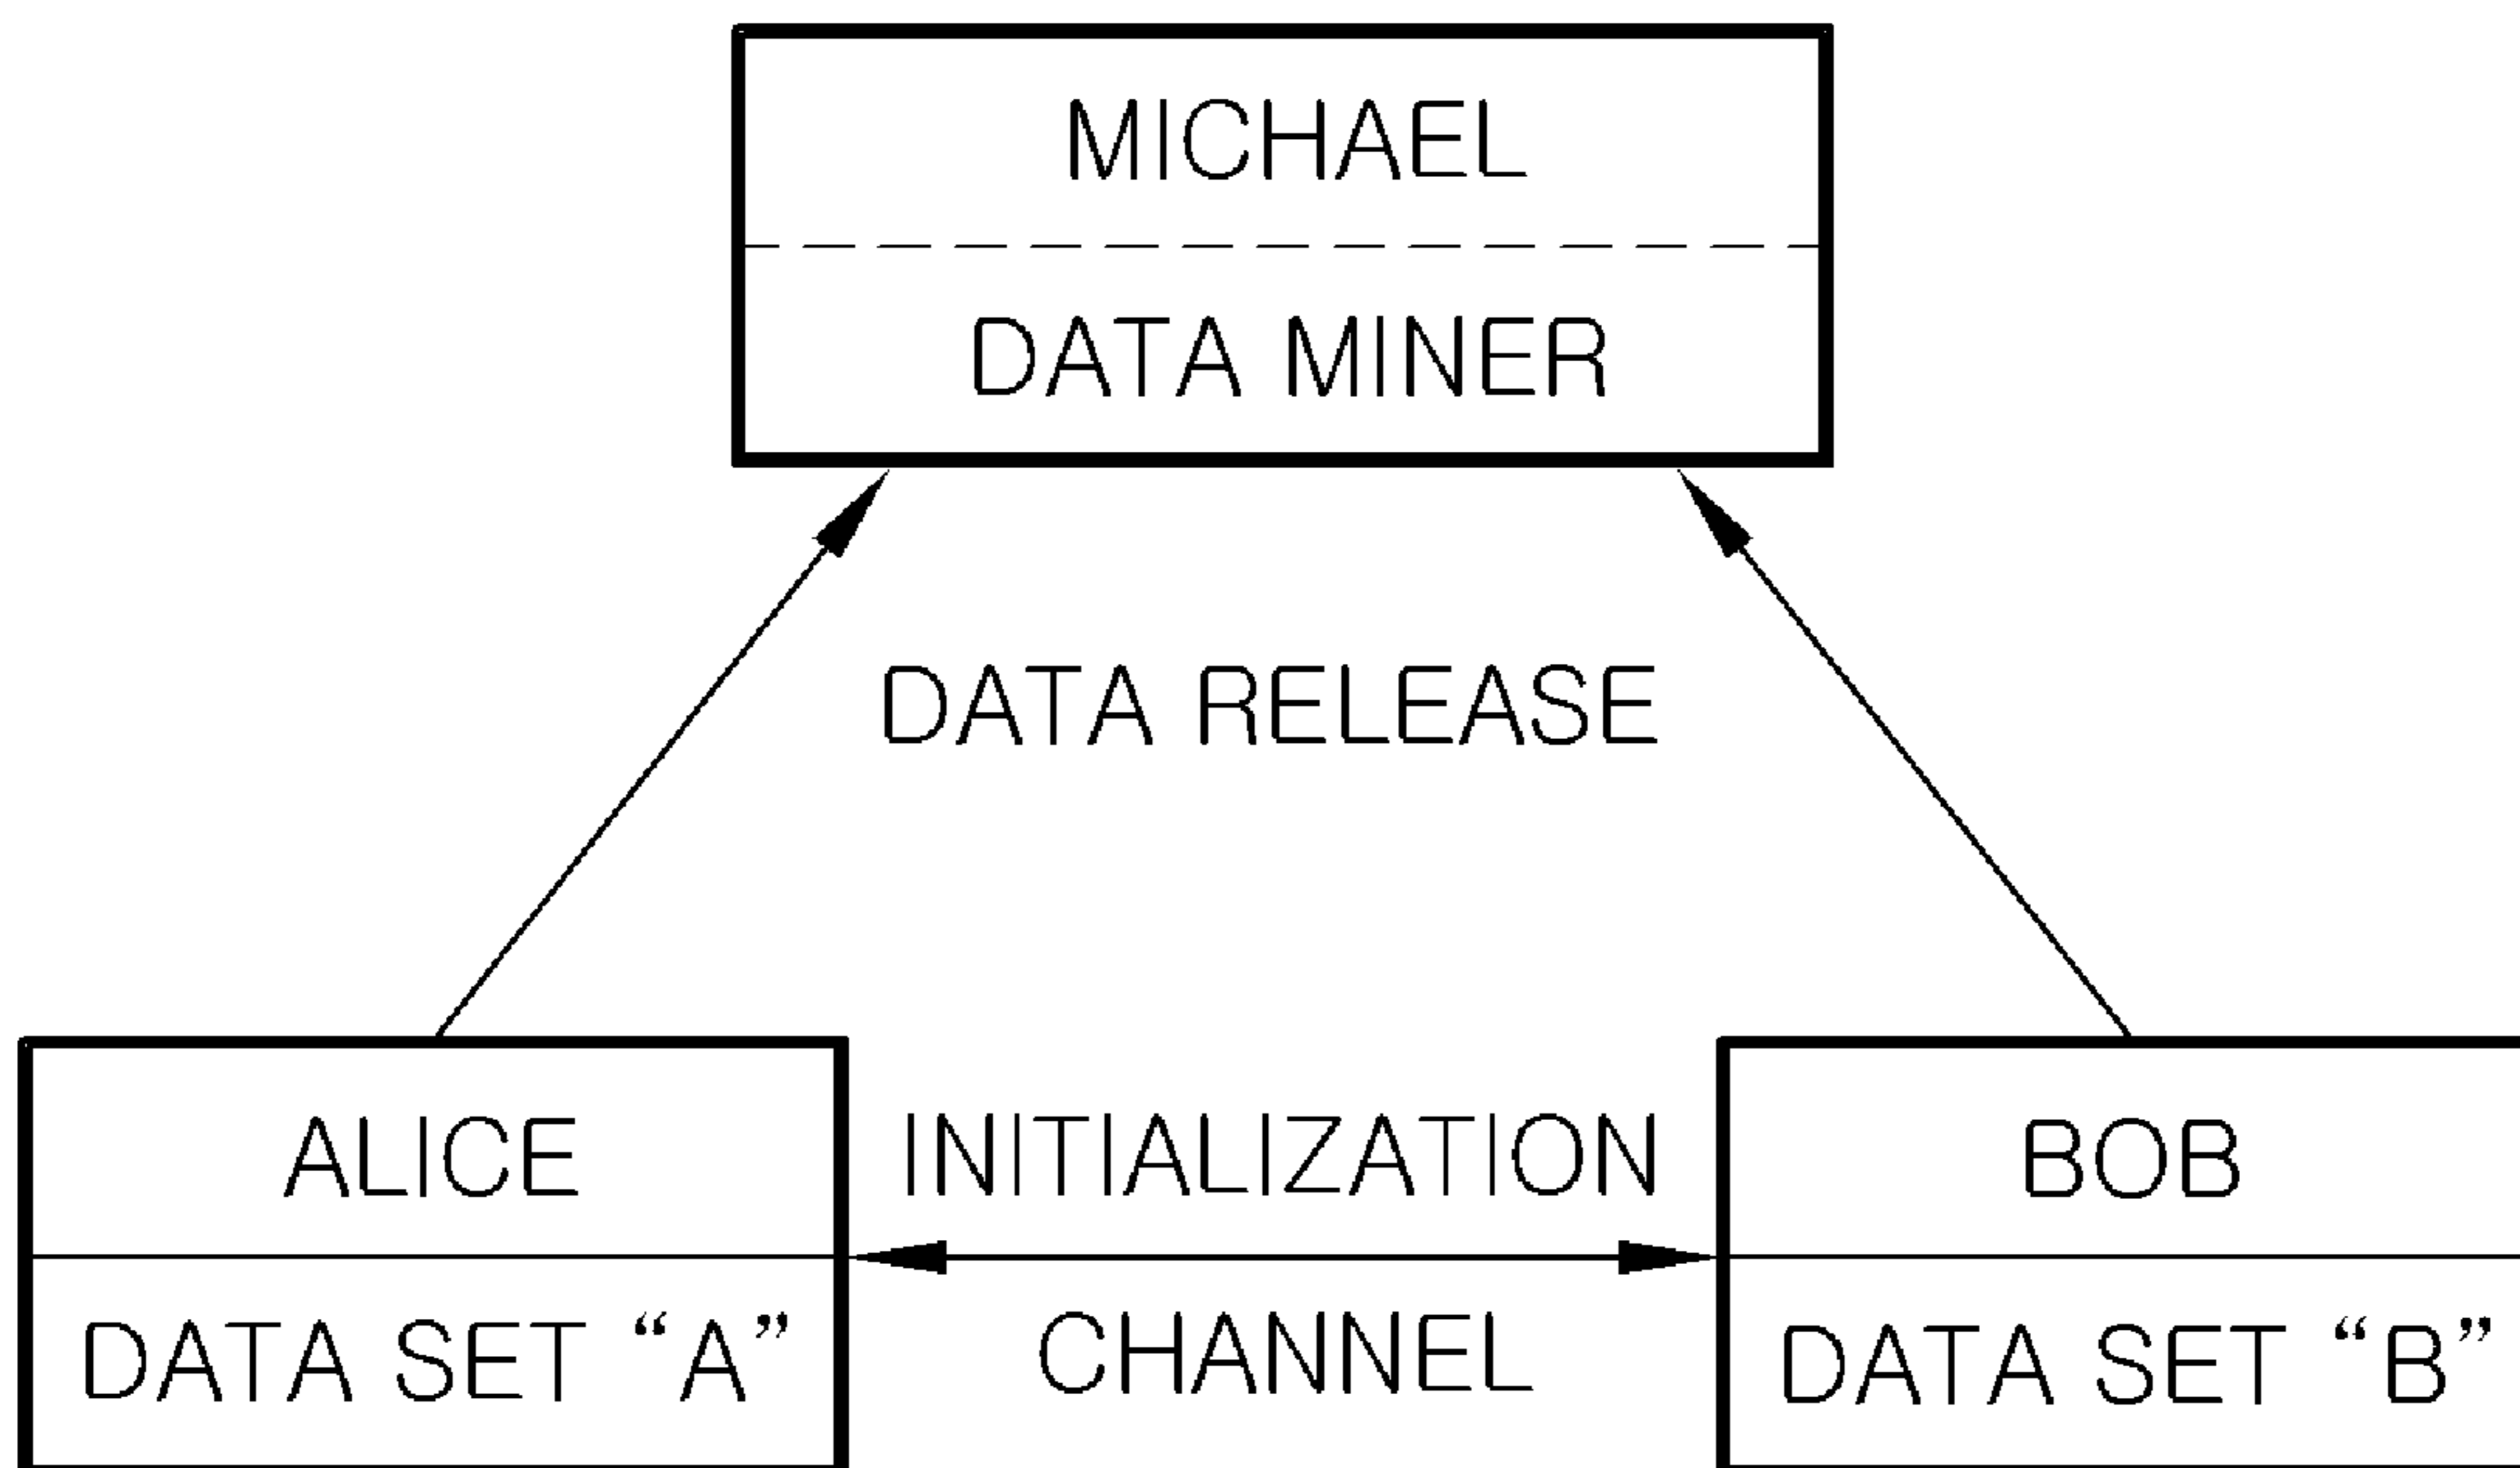 MICHAEL
DATA MINER
DATA RELEASE
ALICE
DATA SET “A”
INITIALIZATION
CHANNEL
BOB
DATA SET “B”